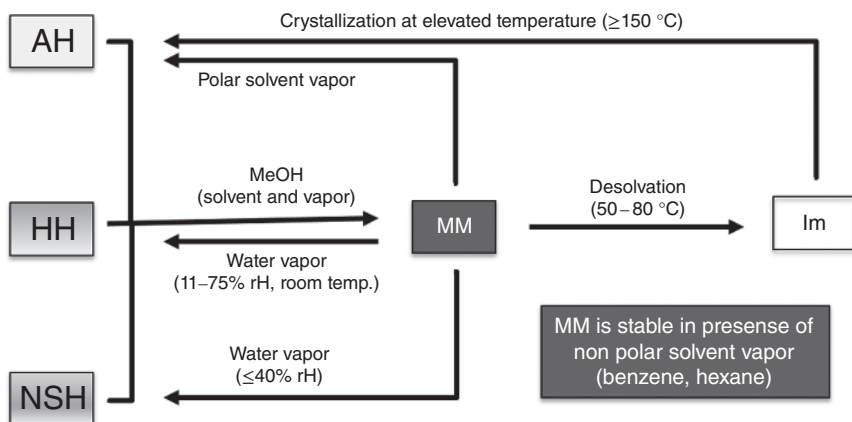 Crystallization at elevated temperature (≥150 °C)
AH
Polar solvent vapor
MeOH
(solvent and vapor)
Desolvation
(50–80 °C)
HH
MM
Im
Water vapor
(11–75% rH, room temp.)
MM is stable in presense of
non polar solvent vapor
(benzene, hexane)
Water vapor
(≤40% rH)
NSH